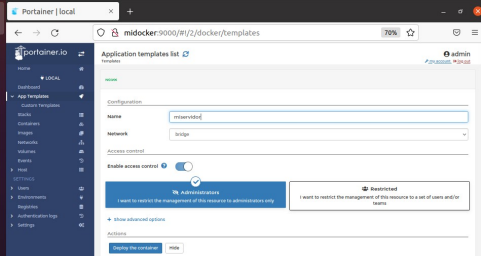 Portainer | local
midocker:9000/#!/2/docker/templates
70%
portainer.io
Home
LOCAL
Dashboard
App Templates
Custom Templates
Stacks
Containers
Images
Networks
Volumes
Events
Host
SETTINGS
Users
Environments
Registries
Authentication logs
Settings
Application templates list
Templates
admin
my account log out
Configuration
Name
miservidor
Network
bridge
Access control
Enable access control
Administrators
I want to restrict the management of this resource to administrators only
Restricted
I want to restrict the management of this resource to a set of users and/or
teams
+ Show advanced options
Actions
Deploy the container
Hide